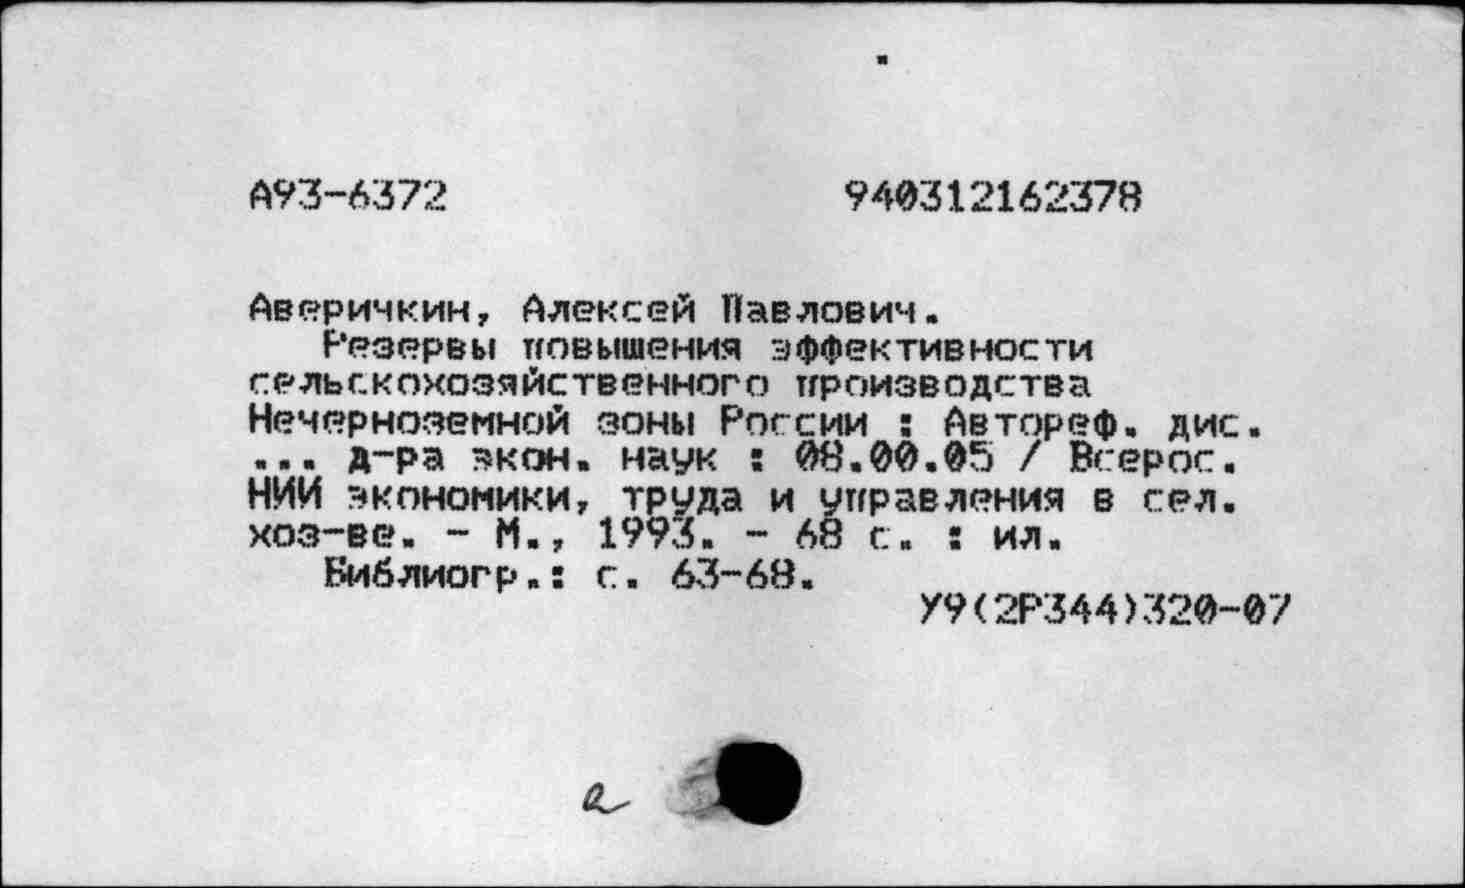 А93-6372 940312162378
Аверичкин, Алексей Павлович.
Резервы повышения эффективности
сельскохозяйственного производства
Нечерноземной зоны России : Автореф. дис.
... д-ра экон. наук : 08.00.05 / Всерос.
НИИ экономики, труда и управления в сел.
хоз-ве. - М., 1993. - 68 с. : ил.
Библиогр.: с. 63-68.
У9(2Р344)320-07
а